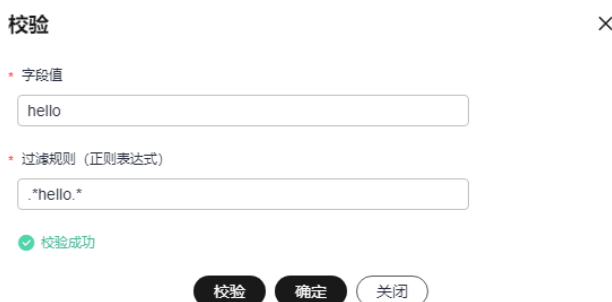 校验
* 字段值
hello
* 过滤规则（正则表达式）
.*hello.*
校验成功
校验 确定 关闭